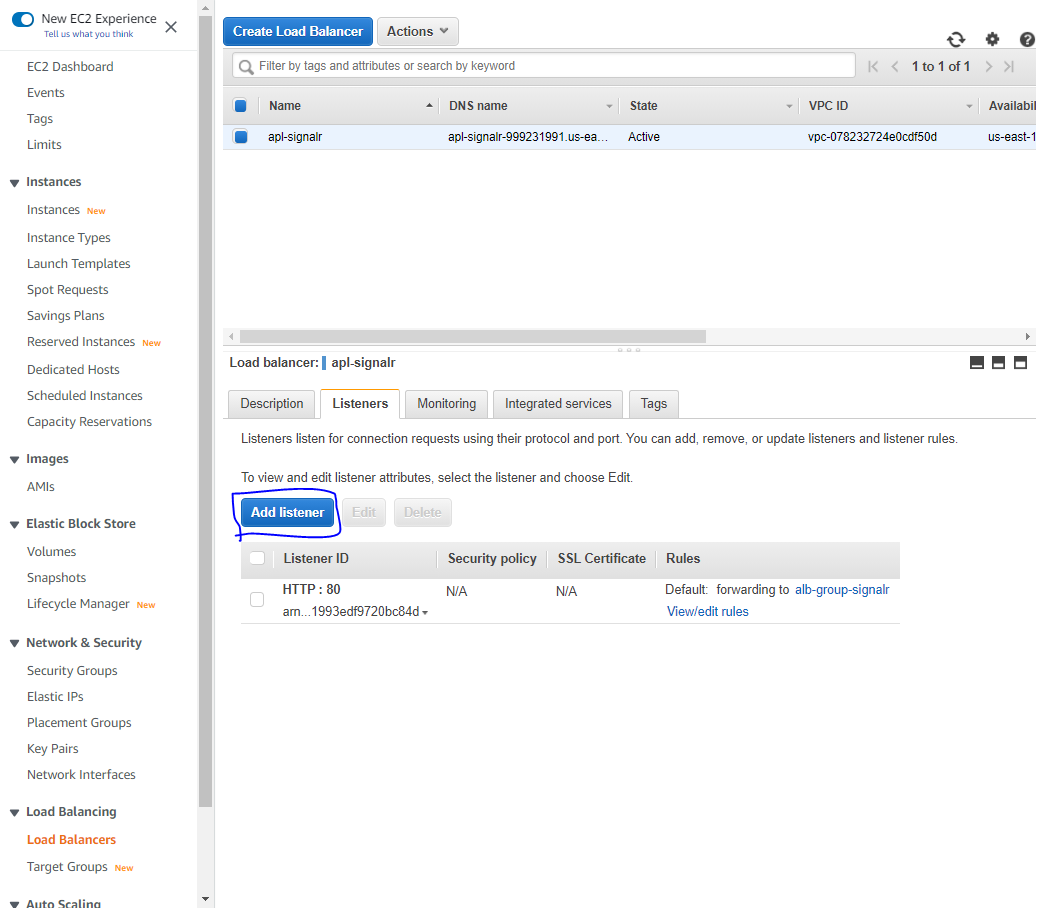 New EC2 Experience
Tell us what you think
EC2 Dashboard
Events
Tags
Limits
Instances
Instances New
Instance Types
Launch Templates
Spot Requests
Savings Plans
Reserved Instances New
Dedicated Hosts
Scheduled Instances
Capacity Reservations
Images
AMIs
Elastic Block Store
Volumes
Snapshots
Lifecycle Manager New
Network & Security
Security Groups
Elastic IPs
Placement Groups
Key Pairs
Network Interfaces
Load Balancing
Load Balancers
Target Groups New
Auto Scaling
Create Load Balancer Actions
Filter by tags and attributes or search by keyword 1 to 1 of 1
Name DNS name State VPC ID Availabil
apl-signalr apl-signalr-999231991.us-ea... Active vpc-078232724e0cdf50d us-east-1
Load balancer: apl-signalr
Description Listeners Monitoring Integrated services Tags
Listeners listen for connection requests using their protocol and port. You can add, remove, or update listeners and listener rules.
To view and edit listener attributes, select the listener and choose Edit.
Add listener Edit Delete
Listener ID Security policy SSL Certificate Rules
HTTP : 80 N/A N/A Default: forwarding to alb-group-signalr
arn...1993edf9720bc84d View/edit rules